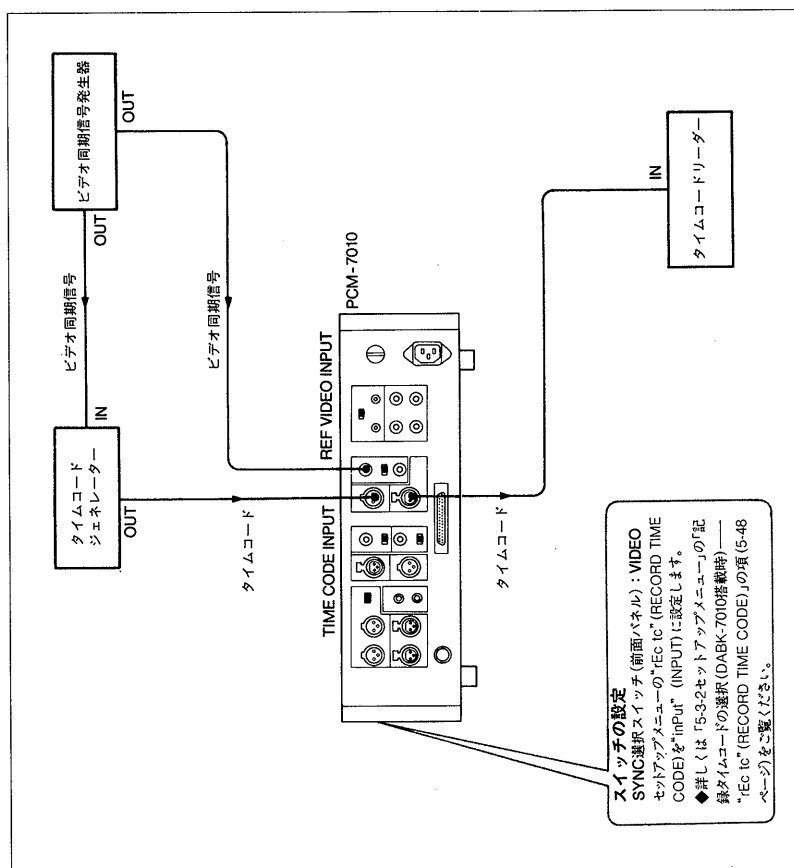 ビデオ同期信号発生器
OUT
OUT
ビデオ同期信号
ビデオ同期信号
IN
タイムコード
ジェネレーター
OUT
タイムコード
TIME CODE INPUT
REF VIDEO INPUT
PCM-7010
タイムコード
IN
タイムコードリーダー
スイッチの設定
SYNC選択スイッチ(前面パネル):VIDEO
セットアップメニューの“rEc tc”(RECORD TIME
CODE)を“inPut” (INPUT)に設定します。
◆詳しくは「5-3-2セットアップメニュー」の「記
録タイムコードの選択(DABK-7010搭載時)——
“rEc tc”(RECORD TIME CODE)」の項(5-48
ページ)をご覧ください。